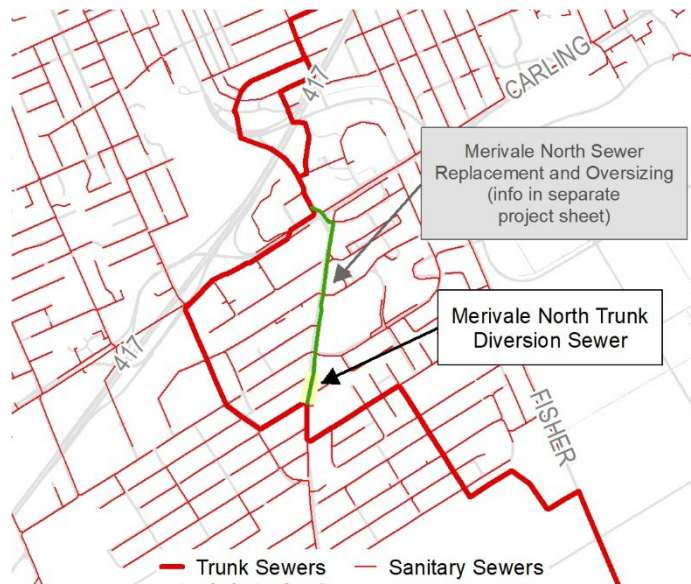 417
CARLING
Merivale North Sewer
Replacement and Oversizing
(info in separate
project sheet)
Merivale North Trunk
Diversion Sewer
417
FISHER
Trunk Sewers
Sanitary Sewers